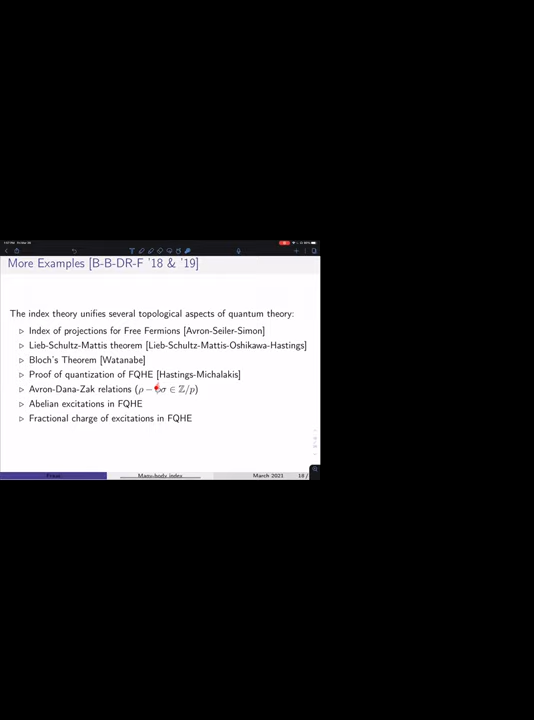 More Examples [B-B-DR-F '18 & '19]
The index theory unifies several topological aspects of quantum theory:
▷ Index of projections for Free Fermions [Avron-Seiler-Simon]
▷ Lieb-Schultz-Mattis theorem [Lieb-Schultz-Mattis-Oshikawa-Hastings]
▷ Bloch's Theorem [Watanabe]
▷ Proof of quantization of FQHE [Hastings-Michalakis]
▷ Avron-Dana-Zak relations (ρ − σ ∈ ℤ/p)
▷ Abelian excitations in FQHE
▷ Fractional charge of excitations in FQHE
Many-body index
March 2021
18 /